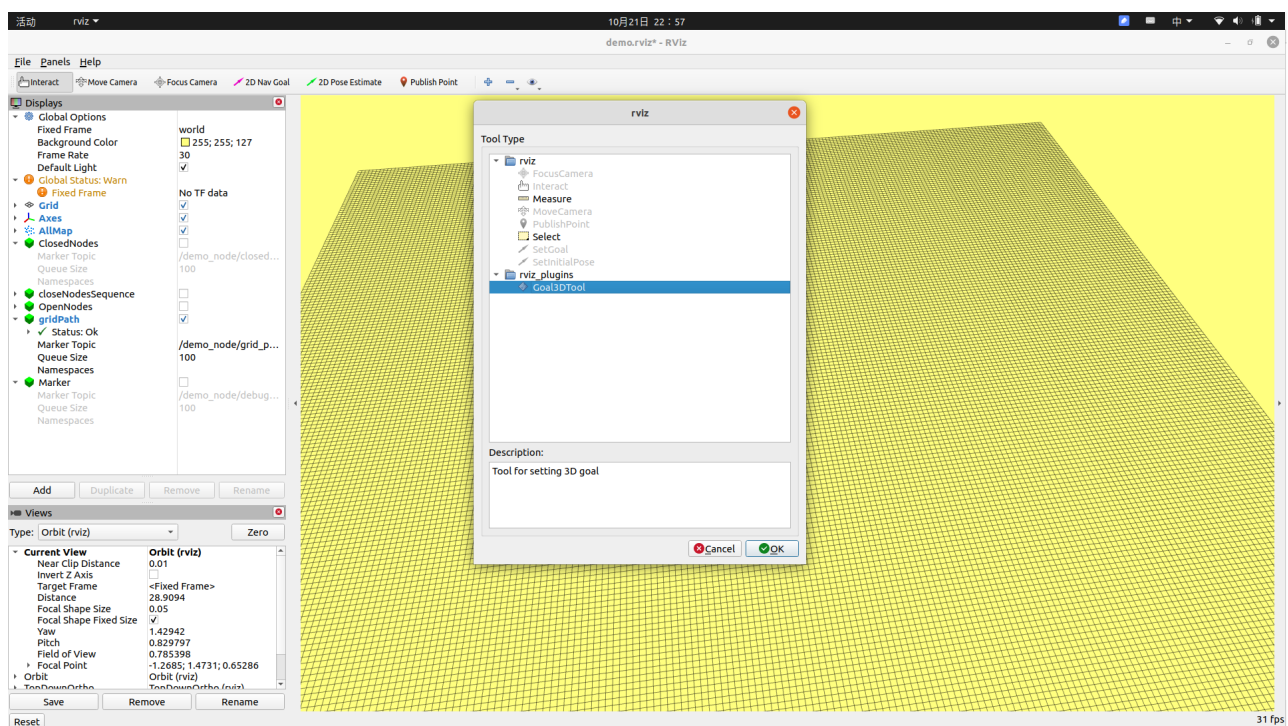 活动 rviz 10月21日 22：57 中
demo.rviz* - RViz
File Panels Help
Interact Move Camera Focus Camera 2D Nav Goal 2D Pose Estimate Publish Point
Displays
Global Options
Fixed Frame world
Background Color 255; 255; 127
Frame Rate 30
Default Light
Global Status: Warn
Fixed Frame No TF data
Grid
Axes
AllMap
ClosedNodes
Marker Topic /demo_node/closed...
Queue Size 100
Namespaces
closeNodesSequence
OpenNodes
gridPath
Status: Ok
Marker Topic /demo_node/grid_p...
Queue Size 100
Namespaces
Marker
Marker Topic /demo_node/debug...
Queue Size 100
Namespaces
Add Duplicate Remove Rename
Views
Type: Orbit (rviz) Zero
Current View Orbit (rviz)
Near Clip Distance 0.01
Invert Z Axis
Target Frame <Fixed Frame>
Distance 28.9094
Focal Shape Size 0.05
Focal Shape Fixed Size
Yaw 1.42942
Pitch 0.829797
Field of View 0.785398
Focal Point -1.2685; 1.4731; 0.65286
Orbit Orbit (rviz)
TopDownOrtho TopDownOrtho (rviz)
Save Remove Rename
Reset
rviz
Tool Type
rviz
FocusCamera
Interact
Measure
MoveCamera
PublishPoint
Select
SetGoal
SetInitialPose
rviz_plugins
Goal3DTool
Description:
Tool for setting 3D goal
Cancel OK
31 fps